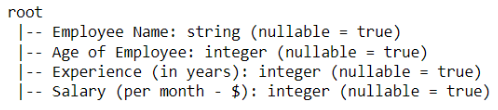 root
 |-- Employee Name: string (nullable = true)
 |-- Age of Employee: integer (nullable = true)
 |-- Experience (in years): integer (nullable = true)
 |-- Salary (per month - $): integer (nullable = true)